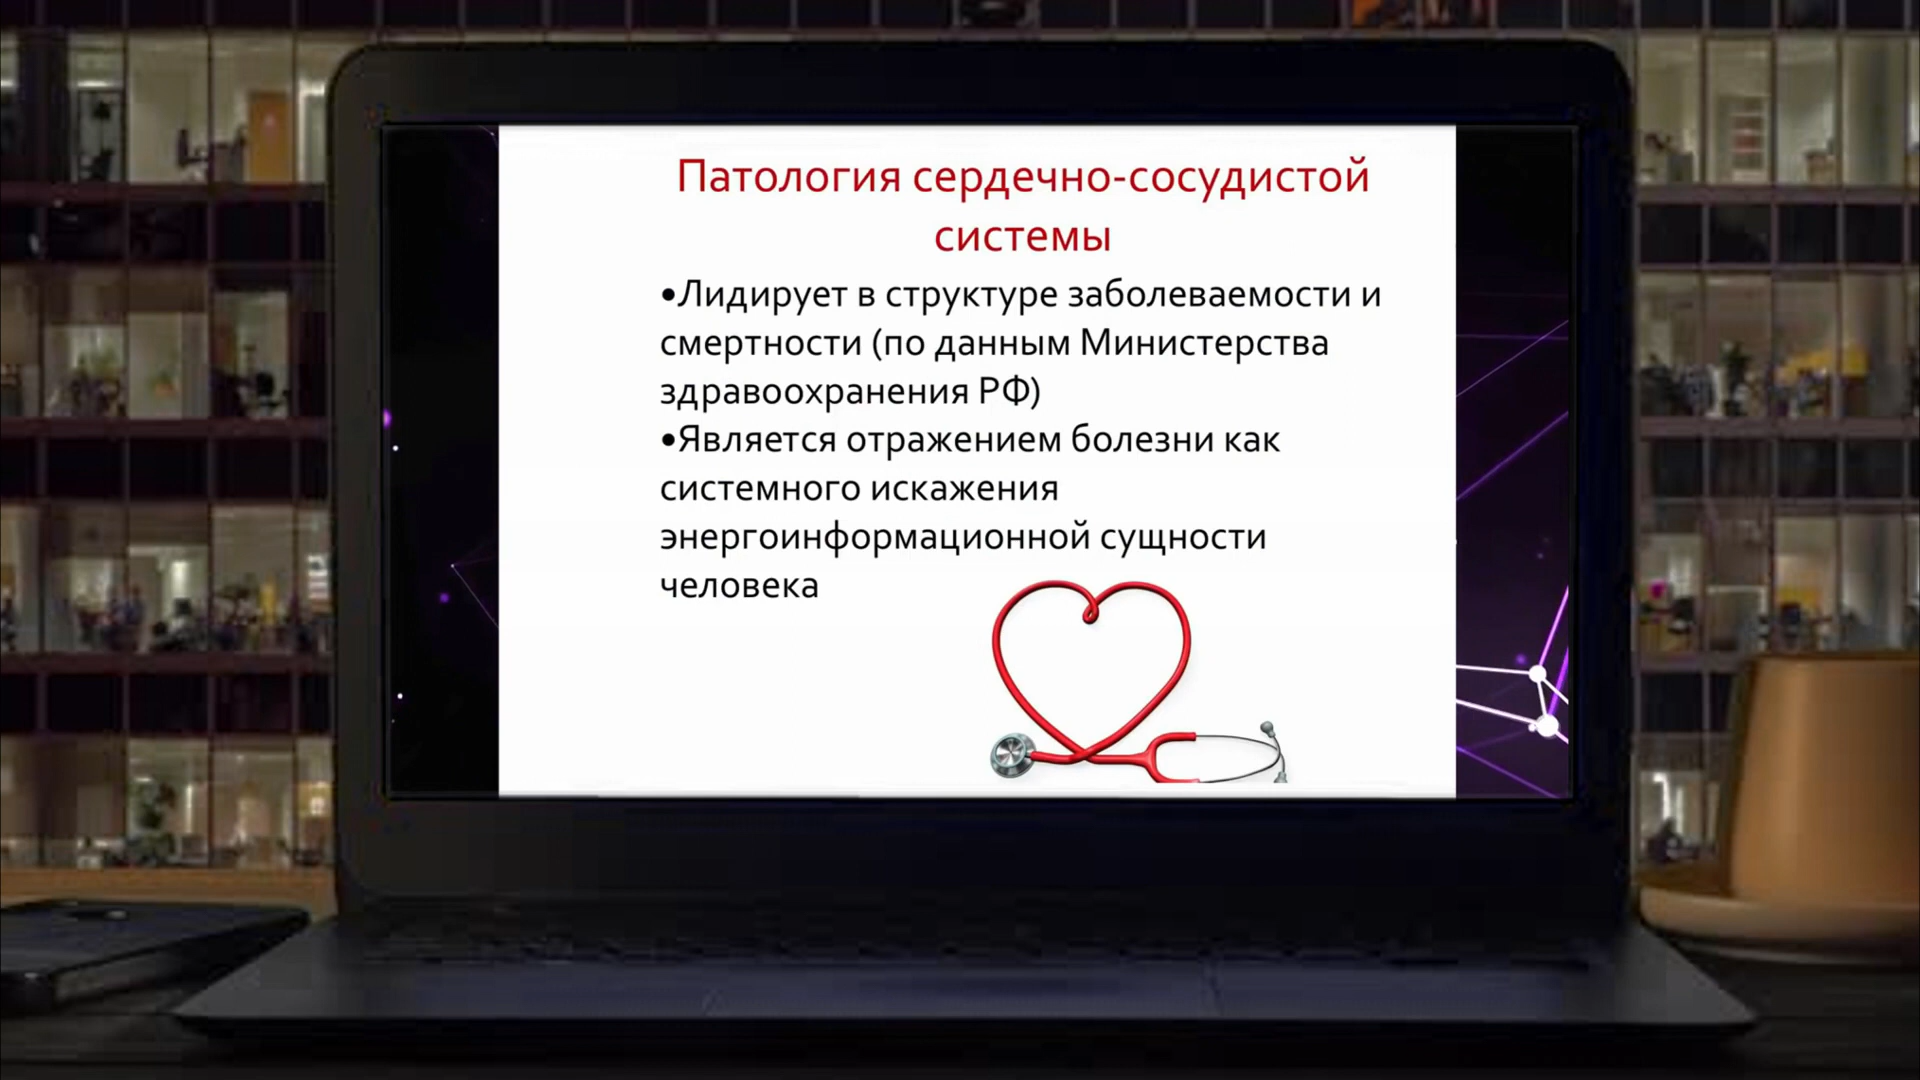 Патология сердечно-сосудистой
системы
•Лидирует в структуре заболеваемости и
смертности (по данным Министерства
здравоохранения РФ)
•Является отражением болезни как
системного искажения
энергоинформационной сущности
человека